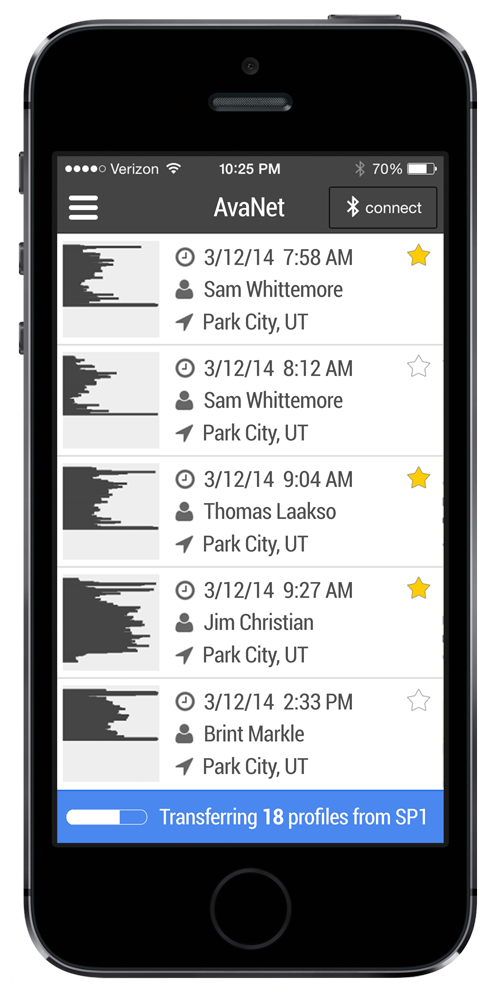 Verizon 10:25 PM 70%
AvaNet connect
3/12/14 7:58 AM
Sam Whittemore
Park City, UT
3/12/14 8:12 AM
Sam Whittemore
Park City, UT
3/12/14 9:04 AM
Thomas Laakso
Park City, UT
3/12/14 9:27 AM
Jim Christian
Park City, UT
3/12/14 2:33 PM
Brint Markle
Park City, UT
Transferring 18 profiles from SP1